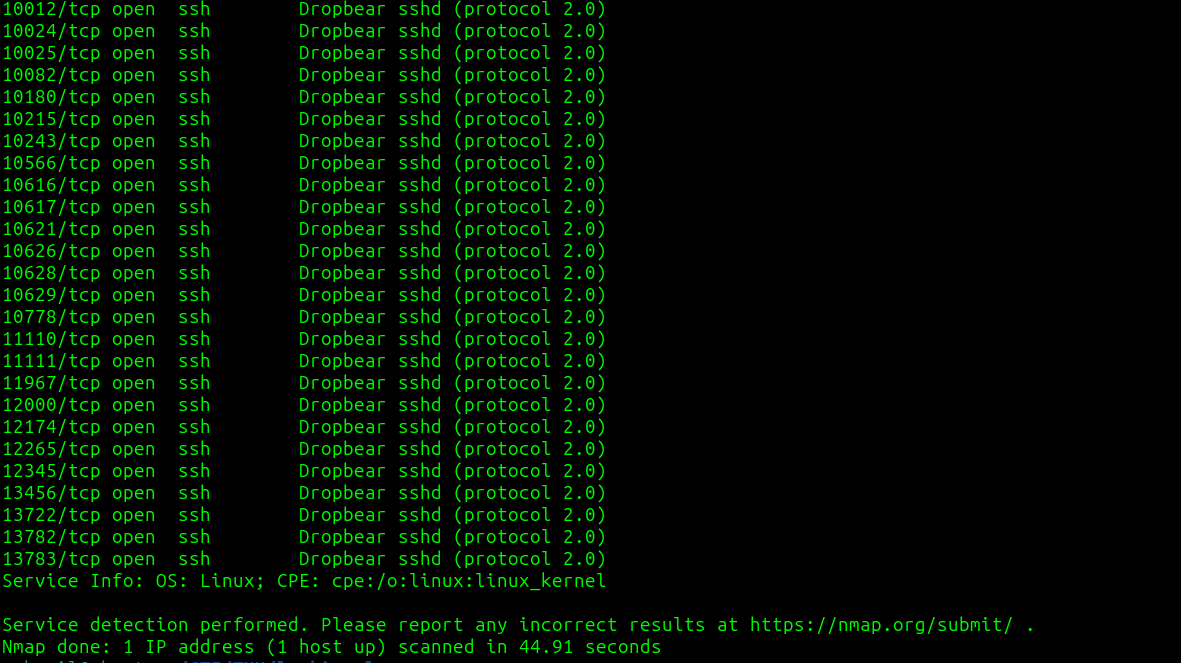 10012/tcp open  ssh        Dropbear sshd (protocol 2.0)
10024/tcp open  ssh        Dropbear sshd (protocol 2.0)
10025/tcp open  ssh        Dropbear sshd (protocol 2.0)
10082/tcp open  ssh        Dropbear sshd (protocol 2.0)
10180/tcp open  ssh        Dropbear sshd (protocol 2.0)
10215/tcp open  ssh        Dropbear sshd (protocol 2.0)
10243/tcp open  ssh        Dropbear sshd (protocol 2.0)
10566/tcp open  ssh        Dropbear sshd (protocol 2.0)
10616/tcp open  ssh        Dropbear sshd (protocol 2.0)
10617/tcp open  ssh        Dropbear sshd (protocol 2.0)
10621/tcp open  ssh        Dropbear sshd (protocol 2.0)
10626/tcp open  ssh        Dropbear sshd (protocol 2.0)
10628/tcp open  ssh        Dropbear sshd (protocol 2.0)
10629/tcp open  ssh        Dropbear sshd (protocol 2.0)
10778/tcp open  ssh        Dropbear sshd (protocol 2.0)
11110/tcp open  ssh        Dropbear sshd (protocol 2.0)
11111/tcp open  ssh        Dropbear sshd (protocol 2.0)
11967/tcp open  ssh        Dropbear sshd (protocol 2.0)
12000/tcp open  ssh        Dropbear sshd (protocol 2.0)
12174/tcp open  ssh        Dropbear sshd (protocol 2.0)
12265/tcp open  ssh        Dropbear sshd (protocol 2.0)
12345/tcp open  ssh        Dropbear sshd (protocol 2.0)
13456/tcp open  ssh        Dropbear sshd (protocol 2.0)
13722/tcp open  ssh        Dropbear sshd (protocol 2.0)
13782/tcp open  ssh        Dropbear sshd (protocol 2.0)
13783/tcp open  ssh        Dropbear sshd (protocol 2.0)
Service Info: OS: Linux; CPE: cpe:/o:linux:linux_kernel
Service detection performed. Please report any incorrect results at https://nmap.org/submit/ .
Nmap done: 1 IP address (1 host up) scanned in 44.91 seconds